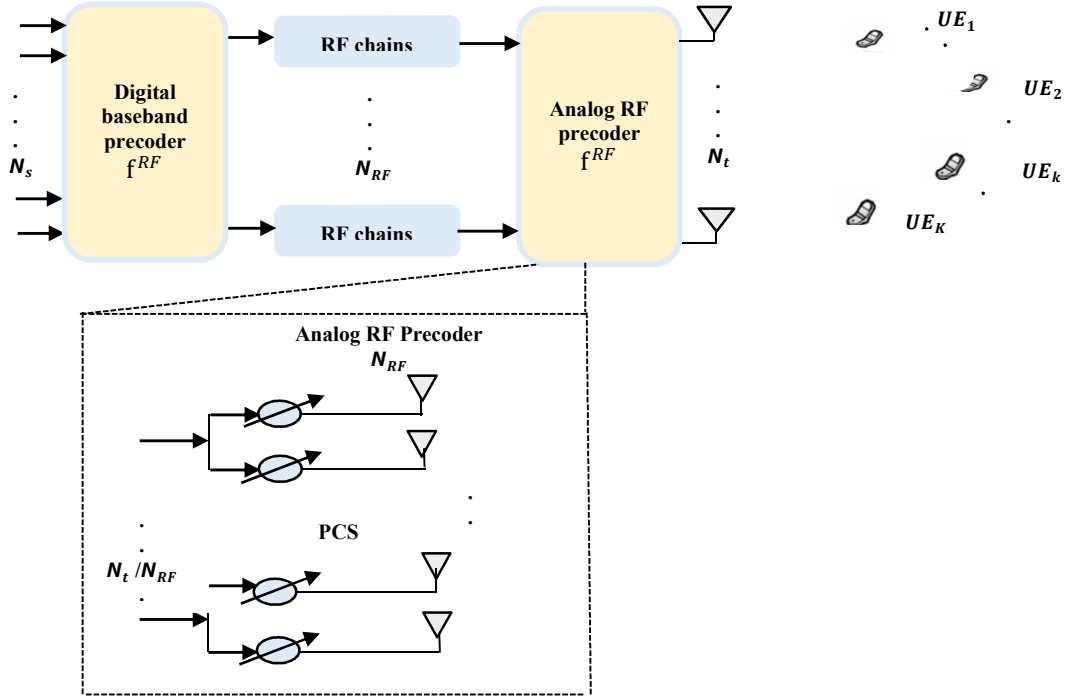 RF chains
Digital
baseband
precoder
f^{RF}
N_s
N_{RF}
RF chains
Analog RF
precoder
f^{RF}
N_t
UE_1
UE_2
UE_k
UE_K
Analog RF Precoder
N_{RF}
PCS
N_t /N_{RF}